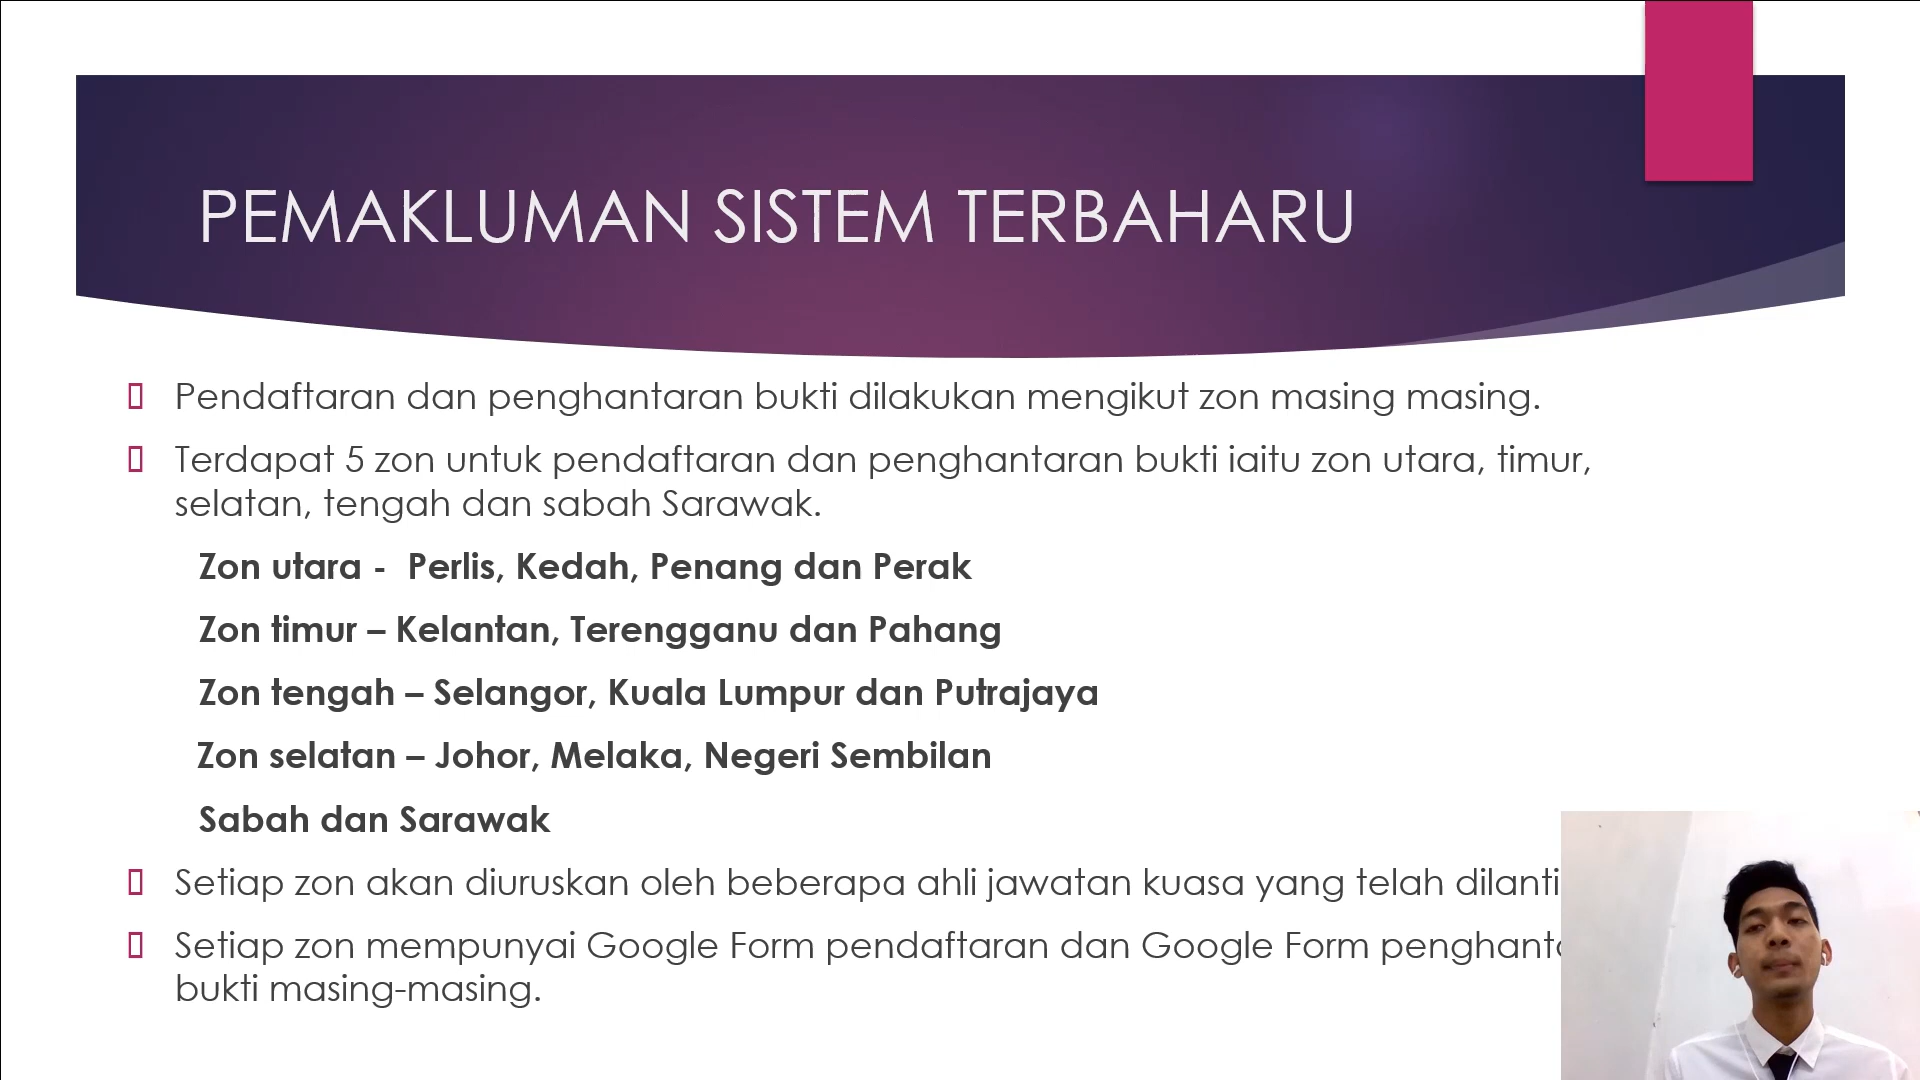 PEMAKLUMAN SISTEM TERBAHARU
Pendaftaran dan penghantaran bukti dilakukan mengikut zon masing masing.
Terdapat 5 zon untuk pendaftaran dan penghantaran bukti iaitu zon utara, timur,
selatan, tengah dan sabah Sarawak.
Zon utara - Perlis, Kedah, Penang dan Perak
Zon timur – Kelantan, Terengganu dan Pahang
Zon tengah – Selangor, Kuala Lumpur dan Putrajaya
Zon selatan – Johor, Melaka, Negeri Sembilan
Sabah dan Sarawak
Setiap zon akan diuruskan oleh beberapa ahli jawatan kuasa yang telah
Setiap zon mempunyai Google Form pendaftaran dan Google Form
bukti masing-masing.